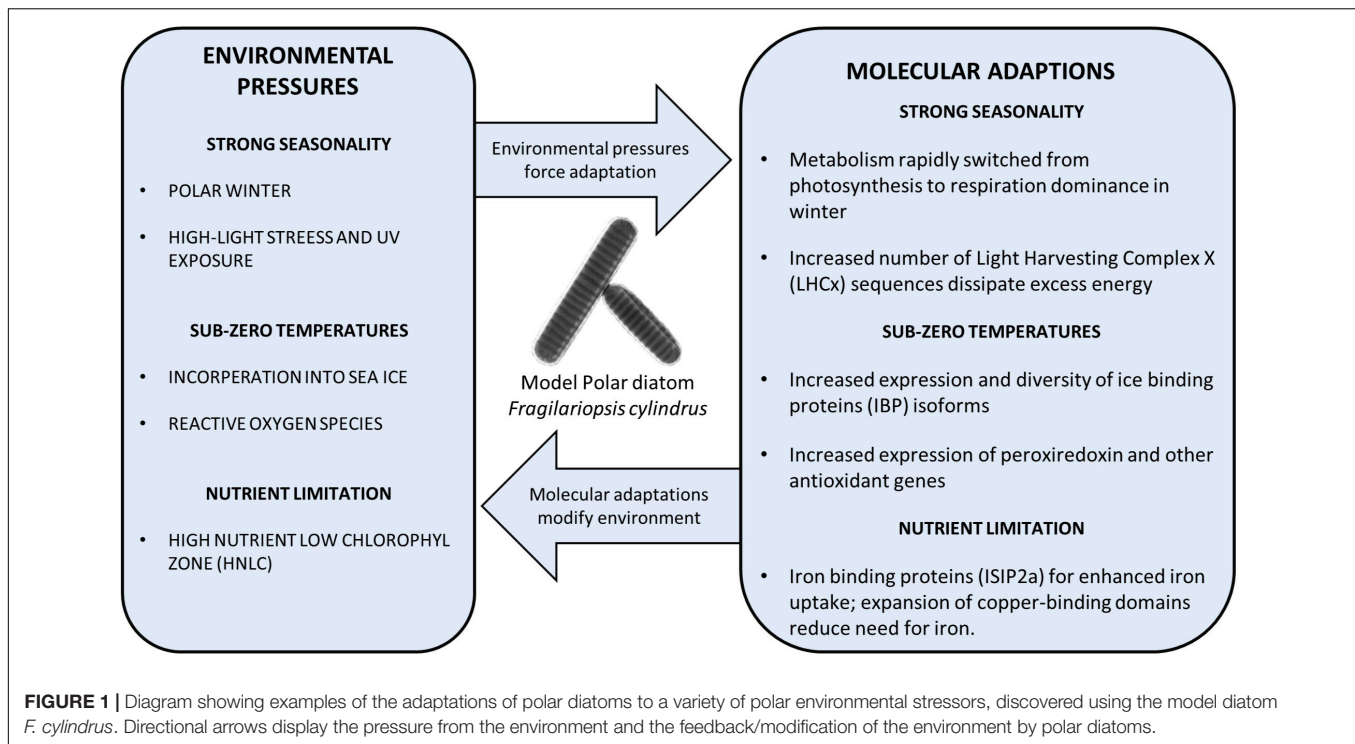 ENVIRONMENTAL
PRESSURES
STRONG SEASONALITY
• POLAR WINTER
• HIGH-LIGHT STREESS AND UV
EXPOSURE
SUB-ZERO TEMPERATURES
• INCORPERATION INTO SEA ICE
• REACTIVE OXYGEN SPECIES
NUTRIENT LIMITATION
• HIGH NUTRIENT LOW CHLOROPHYL
ZONE (HNLC)
Environmental pressures
force adaptation
Model Polar diatom
Fragilariopsis cylindrus
Molecular adaptations
modify environment
MOLECULAR ADAPTIONS
STRONG SEASONALITY
• Metabolism rapidly switched from
photosynthesis to respiration dominance in
winter
• Increased number of Light Harvesting Complex X
(LHCx) sequences dissipate excess energy
SUB-ZERO TEMPERATURES
• Increased expression and diversity of ice binding
proteins (IBP) isoforms
• Increased expression of peroxiredoxin and other
antioxidant genes
NUTRIENT LIMITATION
• Iron binding proteins (ISIP2a) for enhanced iron
uptake; expansion of copper-binding domains
reduce need for iron.
FIGURE 1 | Diagram showing examples of the adaptations of polar diatoms to a variety of polar environmental stressors, discovered using the model diatom
F. cylindrus. Directional arrows display the pressure from the environment and the feedback/modification of the environment by polar diatoms.